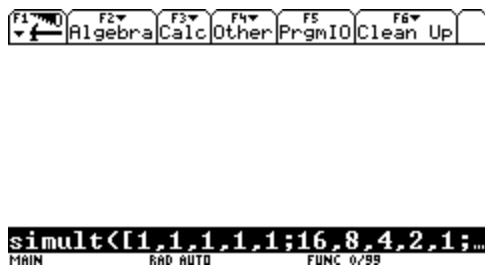 F1 F2 Algebra F3 Calc F4 Other F5 PrgmIO F6 Clean Up
simult([1,1,1,1,1;16,8,4,2,1;…
MAIN RAD AUTO FUNC 0/99